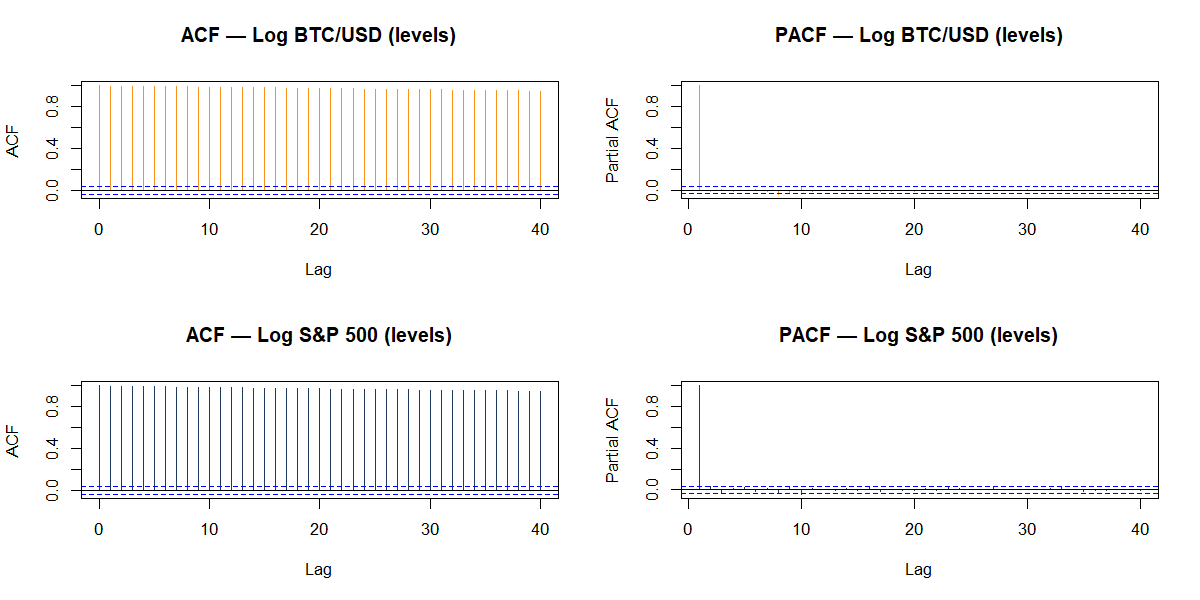 ACF — Log BTC/USD (levels)
ACF
0.0 0.4 0.8
0 10 20 30 40
Lag
PACF — Log BTC/USD (levels)
Partial ACF
0.0 0.4 0.8
0 10 20 30 40
Lag
ACF — Log S&P 500 (levels)
ACF
0.0 0.4 0.8
0 10 20 30 40
Lag
PACF — Log S&P 500 (levels)
Partial ACF
0.0 0.4 0.8
0 10 20 30 40
Lag